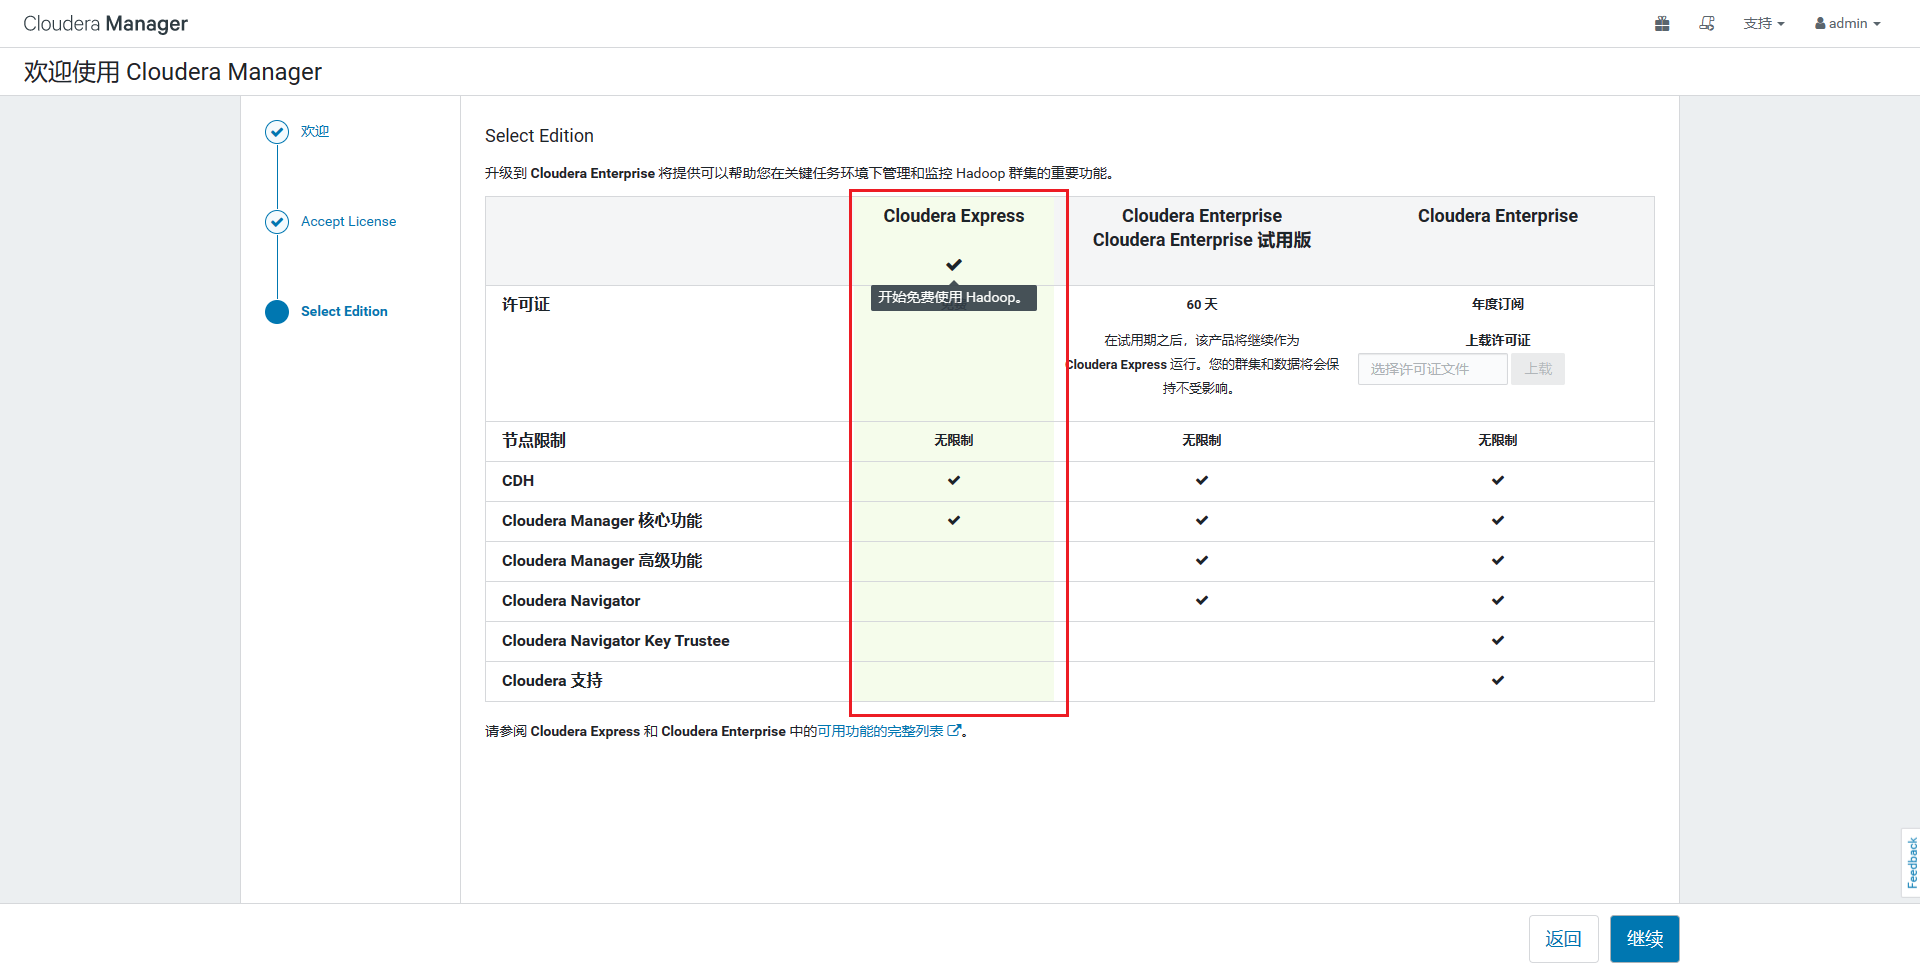 Cloudera Manager
支持
admin
欢迎使用 Cloudera Manager
欢迎
Accept License
Select Edition
Select Edition
升级到 Cloudera Enterprise 将提供可以帮助您在关键任务环境下管理和监控 Hadoop 群集的重要功能。
Cloudera Express
Cloudera Enterprise
Cloudera Enterprise 试用版
Cloudera Enterprise
开始免费使用 Hadoop。
许可证
60 天
年度订阅
在试用期之后，该产品将继续作为
Cloudera Express 运行。您的群集和数据将会保
持不受影响。
上载许可证
选择许可证文件
上载
节点限制
无限制
无限制
无限制
CDH
Cloudera Manager 核心功能
Cloudera Manager 高级功能
Cloudera Navigator
Cloudera Navigator Key Trustee
Cloudera 支持
请参阅 Cloudera Express 和 Cloudera Enterprise 中的可用功能的完整列表。
Feedback
返回
继续